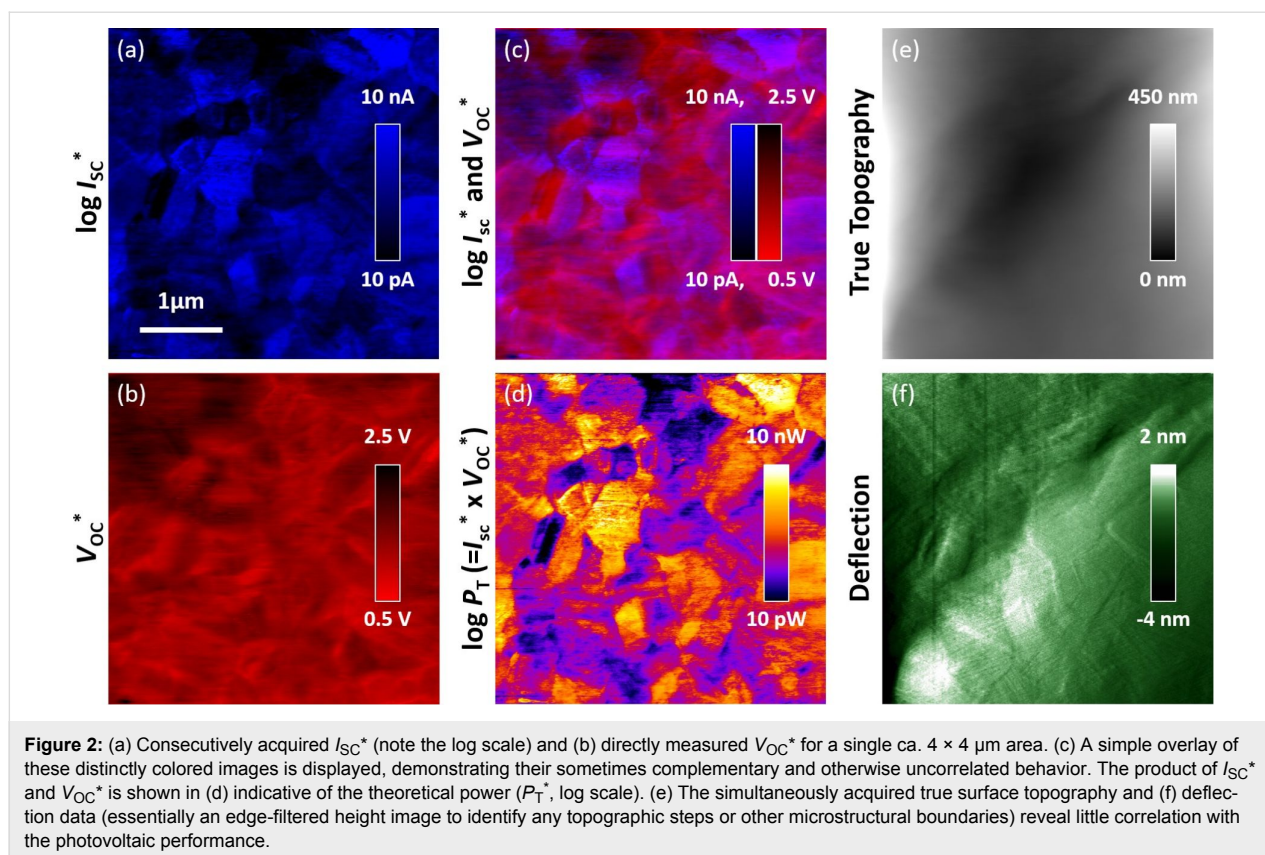 (a)
log I_SC*
10 nA
10 pA
1µm
(c)
log I_sc* and V_OC*
10 nA, 2.5 V
10 pA, 0.5 V
(e)
True Topography
450 nm
0 nm
(b)
V_OC*
2.5 V
0.5 V
(d)
log P_T (=I_sc* x V_OC*)
10 nW
10 pW
(f)
Deflection
2 nm
-4 nm
Figure 2: (a) Consecutively acquired I_SC* (note the log scale) and (b) directly measured V_OC* for a single ca. 4 × 4 µm area. (c) A simple overlay of
these distinctly colored images is displayed, demonstrating their sometimes complementary and otherwise uncorrelated behavior. The product of I_SC*
and V_OC* is shown in (d) indicative of the theoretical power (P_T*, log scale). (e) The simultaneously acquired true surface topography and (f) deflec-
tion data (essentially an edge-filtered height image to identify any topographic steps or other microstructural boundaries) reveal little correlation with
the photovoltaic performance.